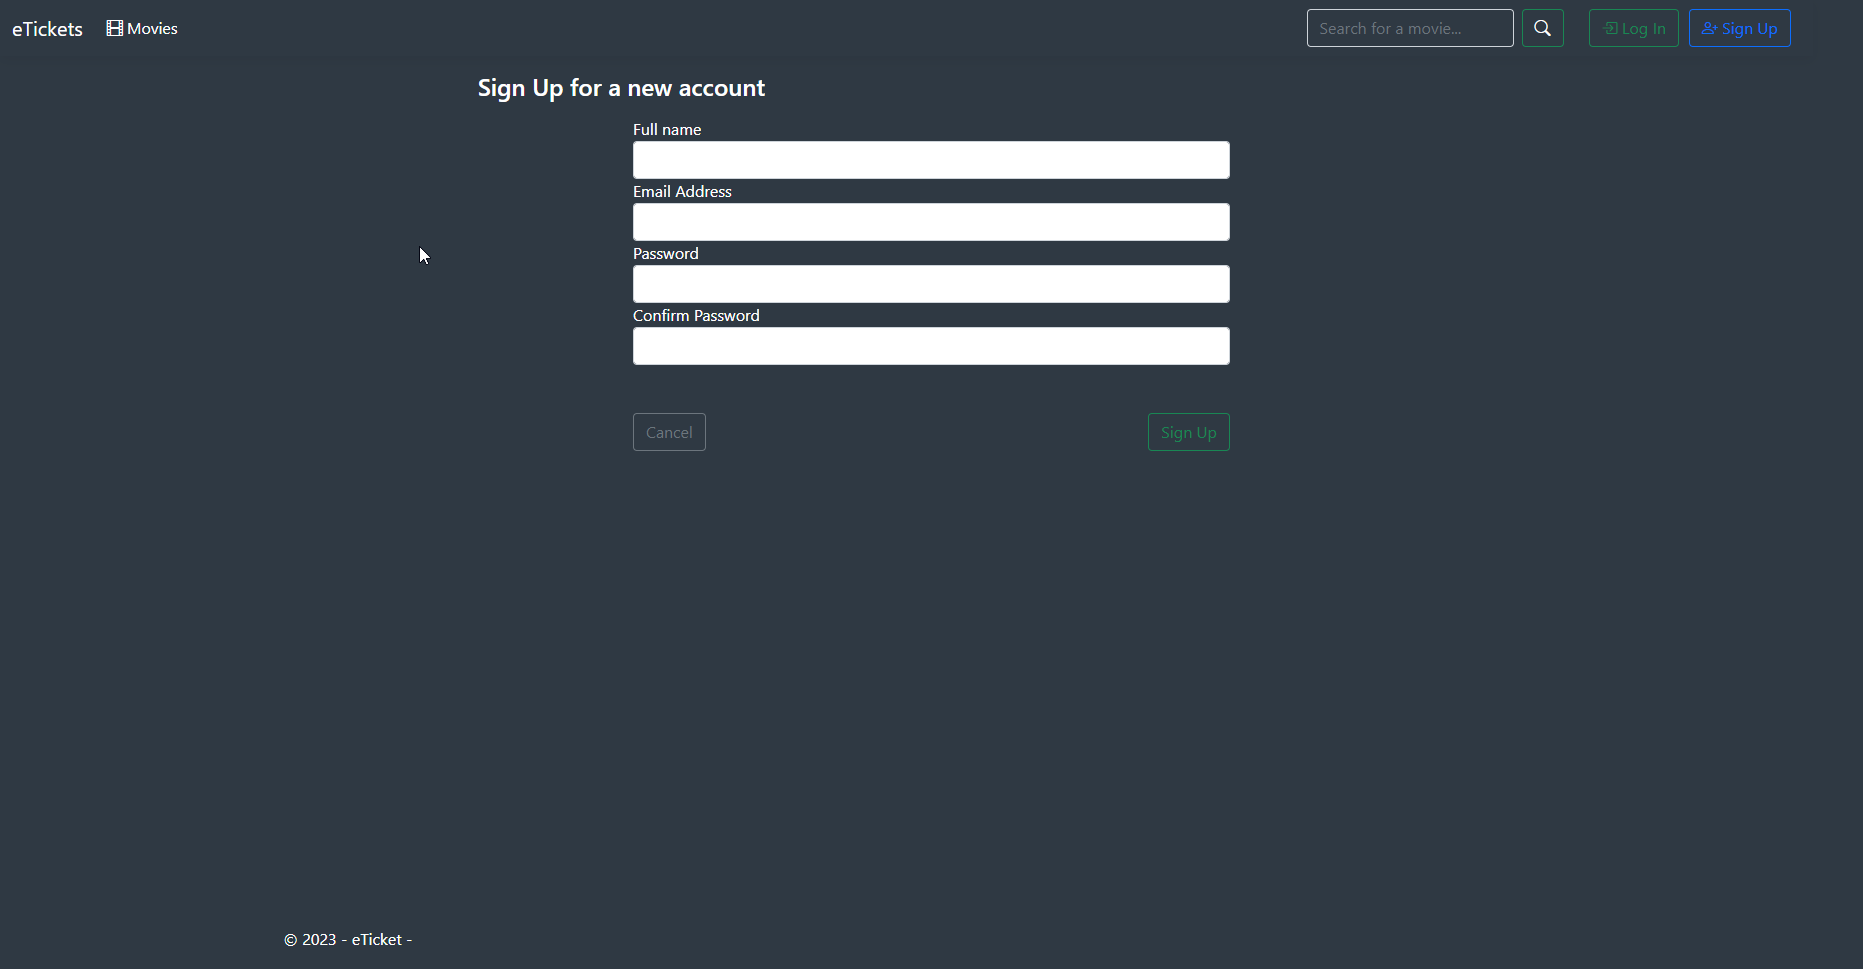 eTickets Movies Search for a movie... Log In Sign Up
Sign Up for a new account
Full name
Email Address
Password
Confirm Password
Cancel Sign Up
© 2023 - eTicket -